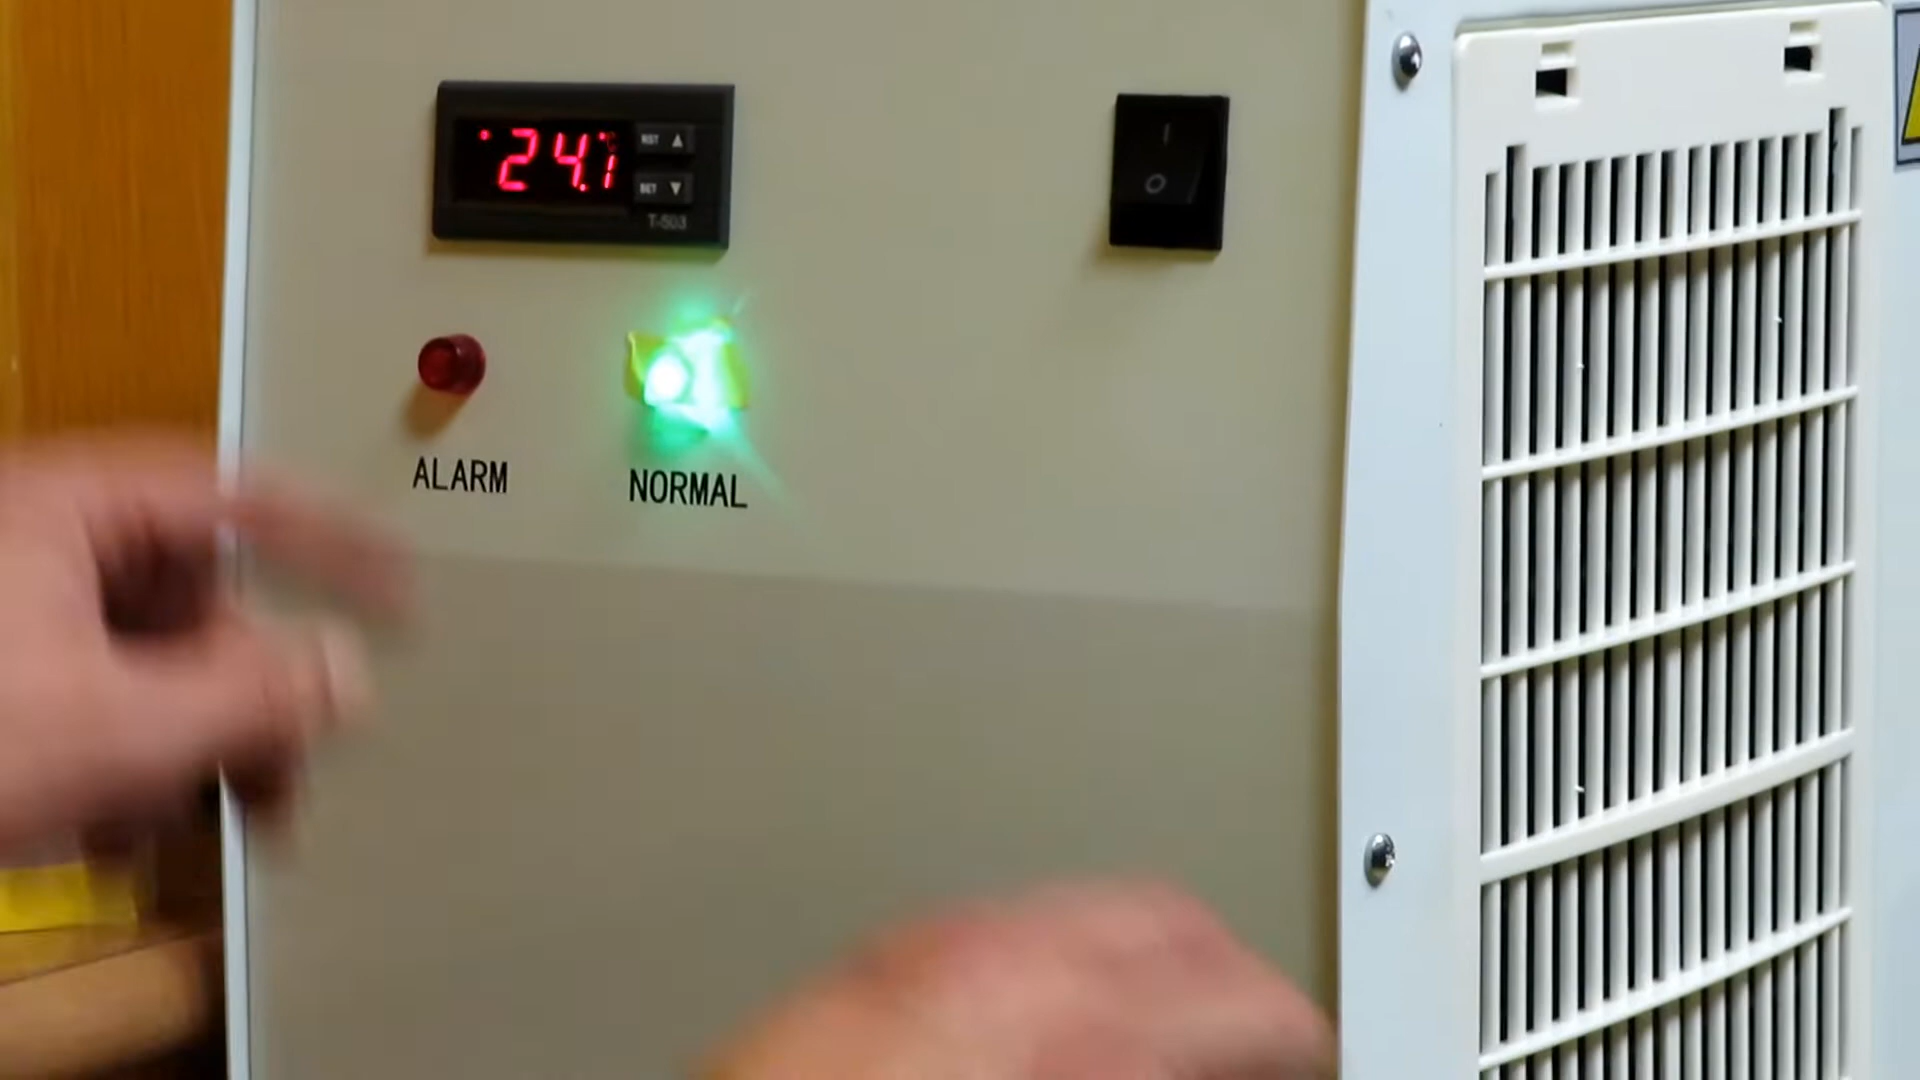 24.1
°C
RST ▲
SET ▼
T-503
I
O
ALARM
NORMAL